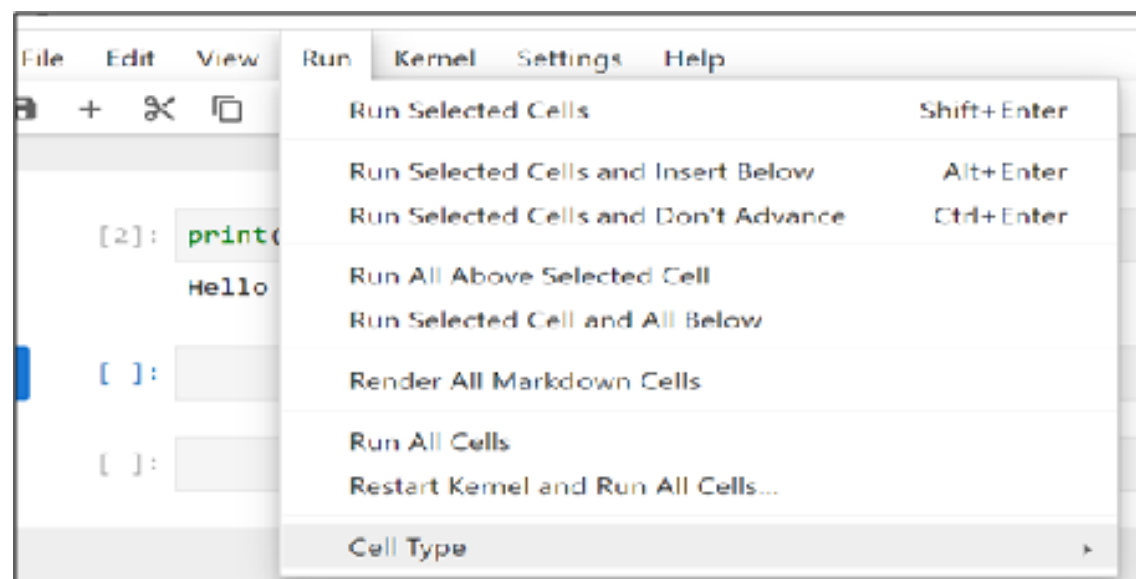 File Edit View Run Kernel Settings Help
Run Selected Cells Shift+Enter
Run Selected Cells and Insert Below Alt+Enter
Run Selected Cells and Don't Advance Ctrl+Enter
[2]: print(
Hello
Run All Above Selected Cell
Run Selected Cell and All Below
[ ]:
Render All Markdown Cells
Run All Cells
[ ]:
Restart Kernel and Run All Cells...
Cell Type